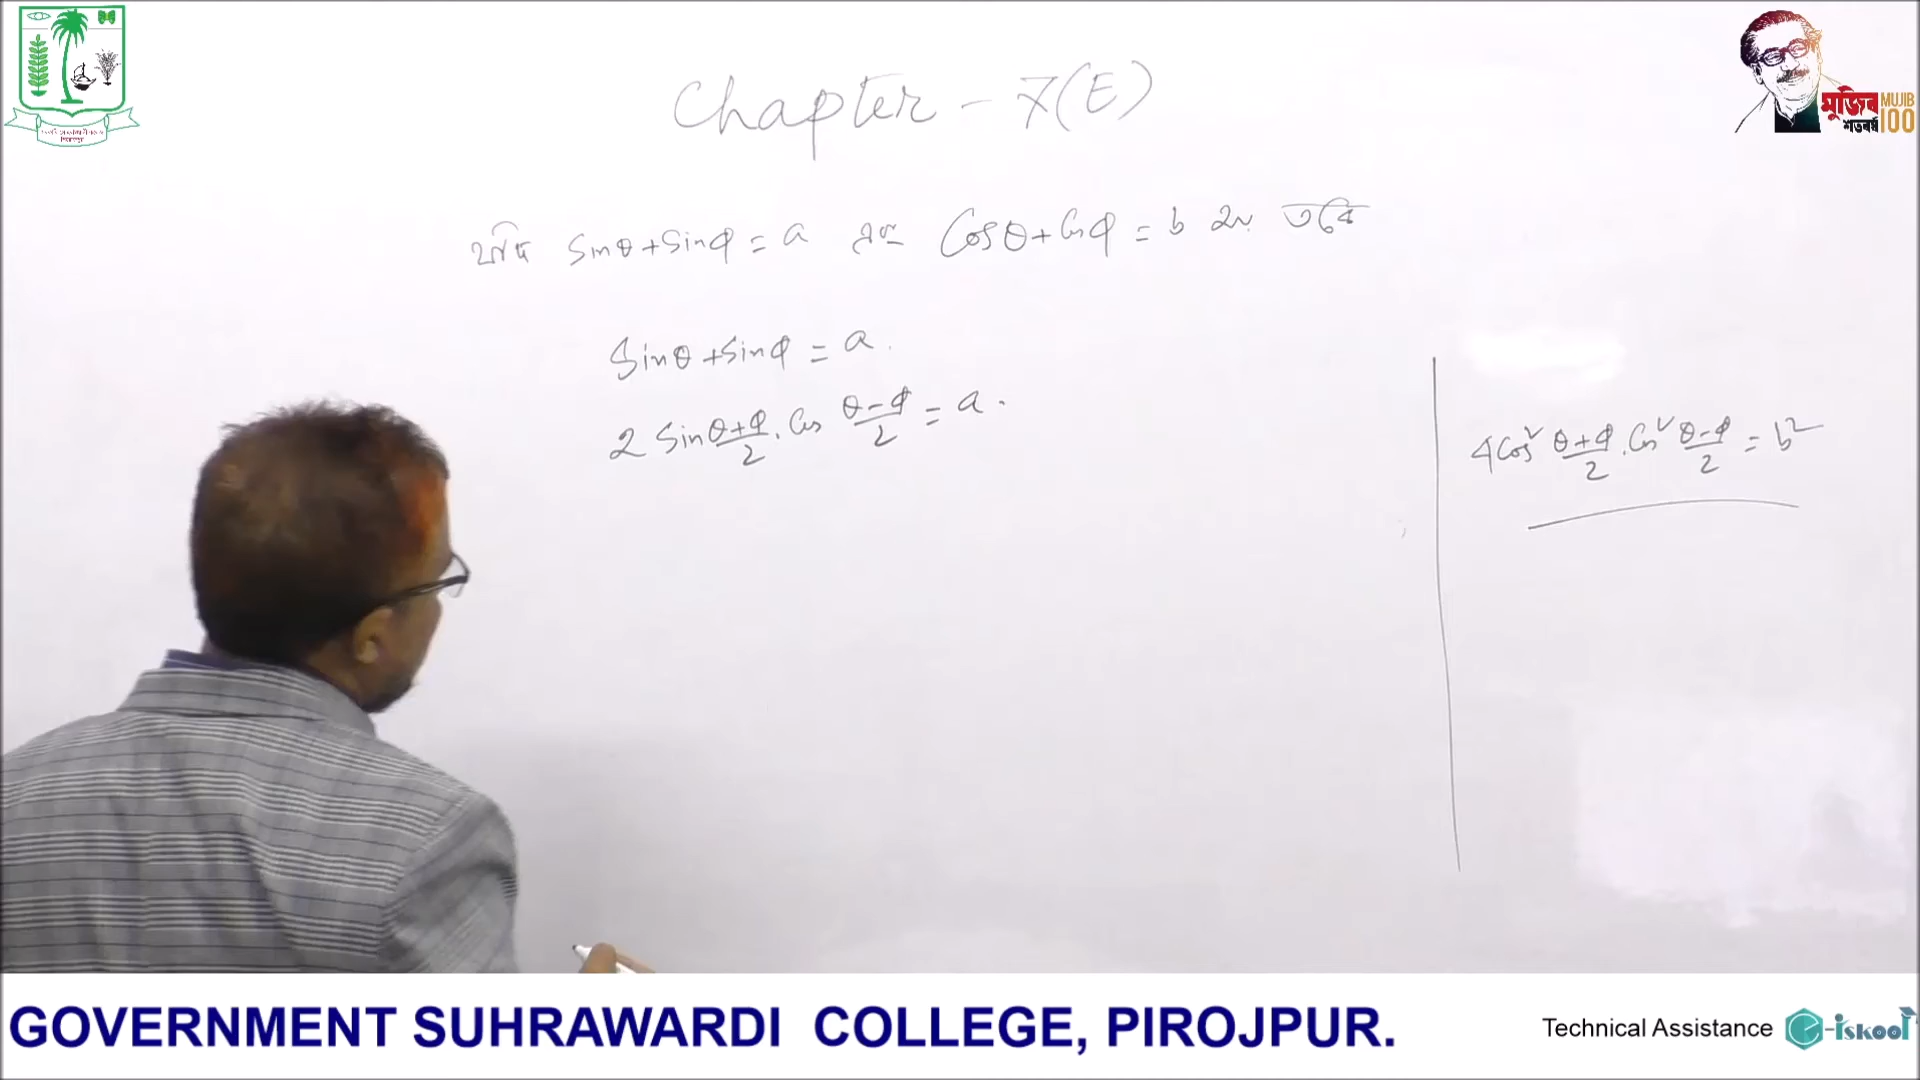 Chapter - 7(E)
যদি Sinθ + Sinφ = a এবং Cosθ + Cosφ = b হয় তবে
Sinθ + Sinφ = a.
2 Sin θ+φ/2 . Cos θ-φ/2 = a.
4Cos² θ+φ/2 . Cos² θ-φ/2 = b²
মুজিব MUJIB
শতবর্ষ 100
GOVERNMENT SUHRAWARDI COLLEGE, PIROJPUR.
Technical Assistance e-iskool